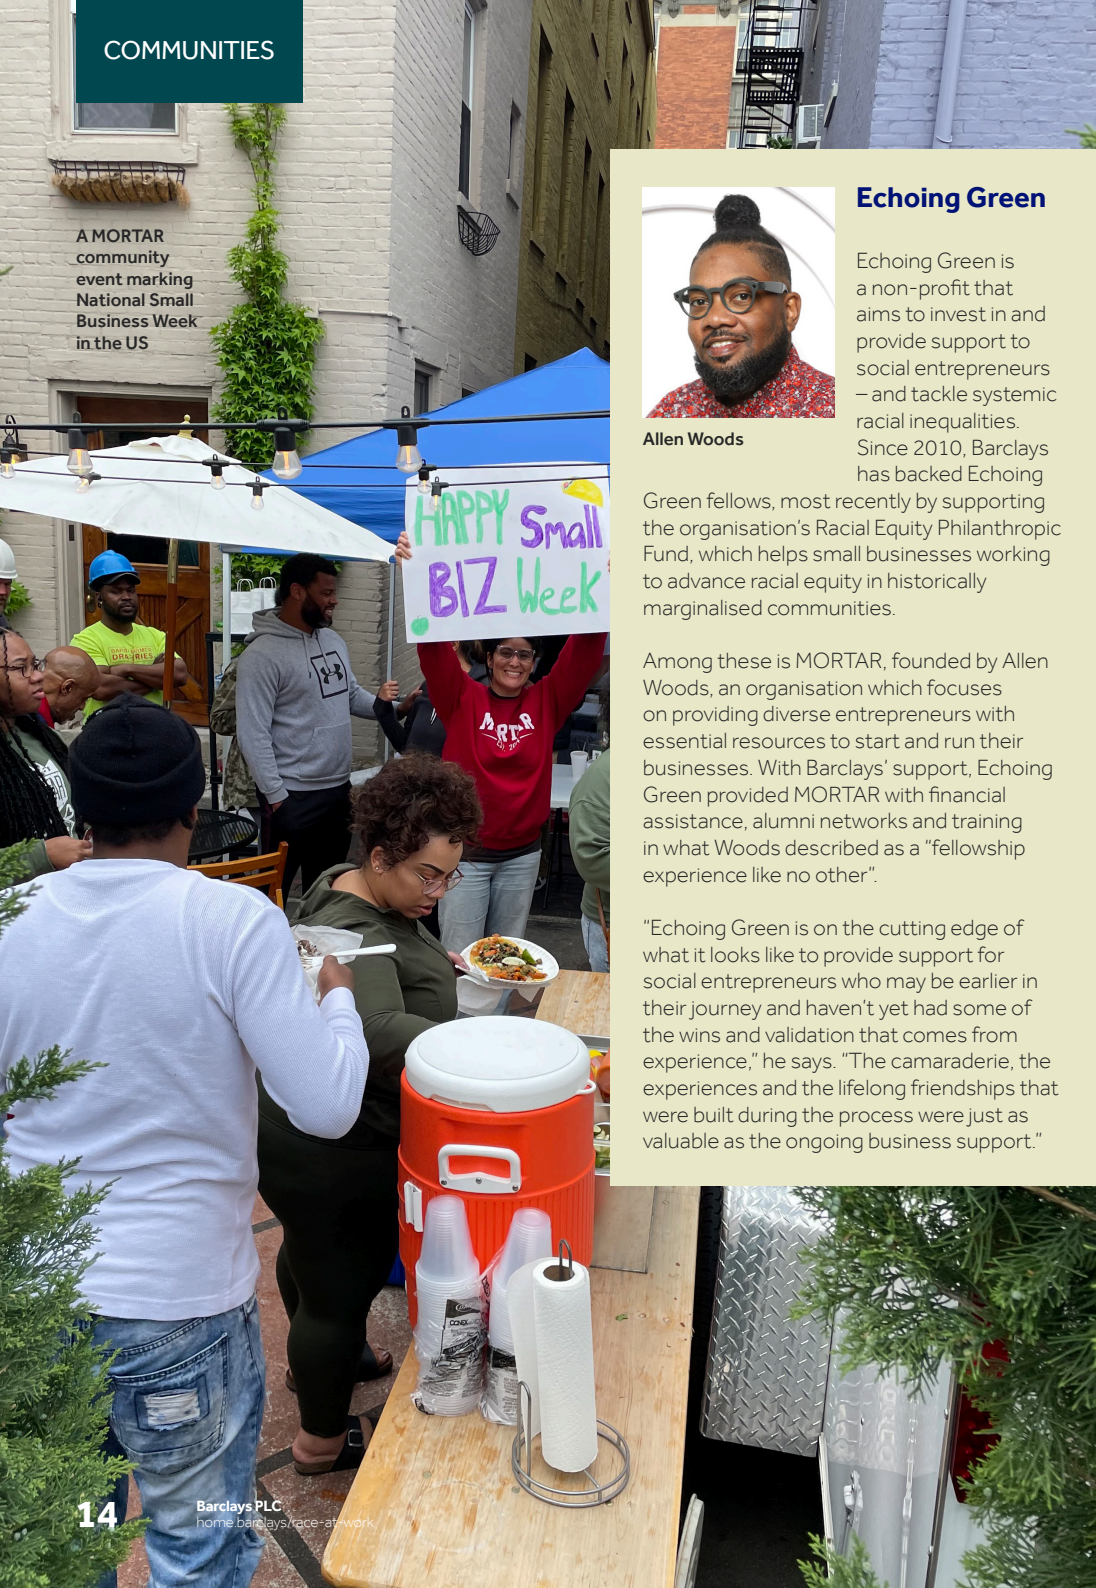 COMMUNITIES
A MORTAR
community
event marking
National Small
Business Week
in the US
HAPPY Small
BIZ Week
Echoing Green
Allen Woods
Echoing Green is
a non-profit that
aims to invest in and
provide support to
social entrepreneurs
– and tackle systemic
racial inequalities.
Since 2010, Barclays
has backed Echoing
Green fellows, most recently by supporting
the organisation's Racial Equity Philanthropic
Fund, which helps small businesses working
to advance racial equity in historically
marginalised communities.
Among these is MORTAR, founded by Allen
Woods, an organisation which focuses
on providing diverse entrepreneurs with
essential resources to start and run their
businesses. With Barclays' support, Echoing
Green provided MORTAR with financial
assistance, alumni networks and training
in what Woods described as a "fellowship
experience like no other".
"Echoing Green is on the cutting edge of
what it looks like to provide support for
social entrepreneurs who may be earlier in
their journey and haven't yet had some of
the wins and validation that comes from
experience," he says. "The camaraderie, the
experiences and the lifelong friendships that
were built during the process were just as
valuable as the ongoing business support."
14
Barclays PLC
home.barclays/race-at-work